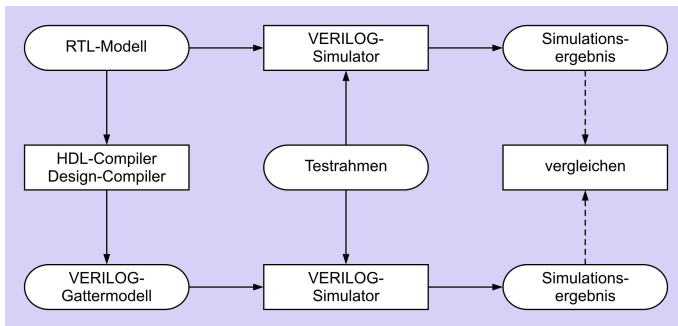 RTL-Modell
VERILOG-
Simulator
Simulations-
ergebnis
HDL-Compiler
Design-Compiler
Testrahmen
vergleichen
VERILOG-
Gattermodell
VERILOG-
Simulator
Simulations-
ergebnis